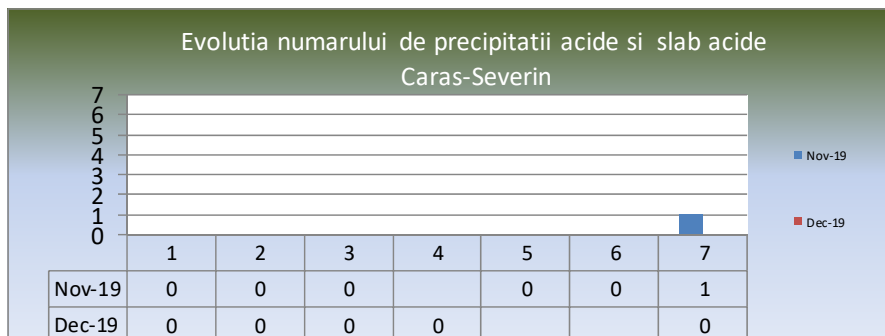 Evolutia numarului de precipitatii acide si slab acide
Caras-Severin
7
6
5
4
3
2
1
0
Nov-19
Dec-19
1 2 3 4 5 6 7
Nov-19 0 0 0 0 0 1
Dec-19 0 0 0 0 0